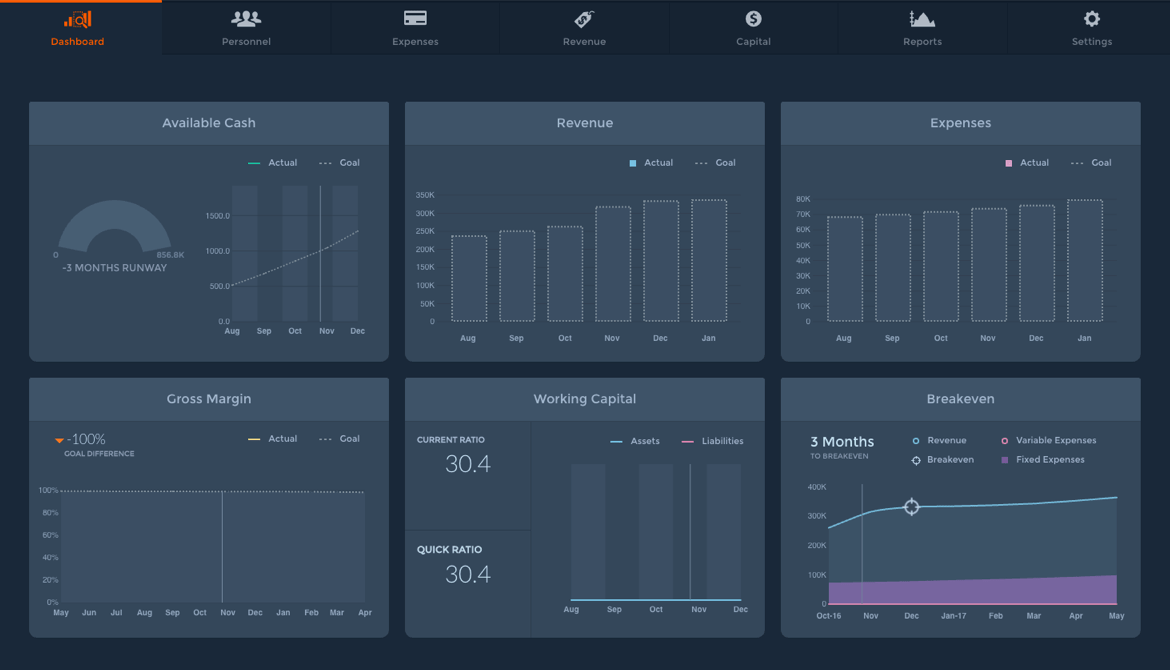 Dashboard
Personnel
Expenses
Revenue
Capital
Reports
Settings
Available Cash
Actual
Goal
0
856.8K
-3 MONTHS RUNWAY
1500.0
1000.0
500.0
0.0
Aug Sep Oct Nov Dec
Revenue
Actual
Goal
350K
300K
250K
200K
150K
100K
50K
0
Aug Sep Oct Nov Dec Jan
Expenses
Actual
Goal
80K
70K
60K
50K
40K
30K
20K
10K
0
Aug Sep Oct Nov Dec Jan
Gross Margin
-100%
GOAL DIFFERENCE
Actual
Goal
100%
80%
60%
40%
20%
0%
May Jun Jul Aug Sep Oct Nov Dec Jan Feb Mar Apr
Working Capital
CURRENT RATIO
30.4
QUICK RATIO
30.4
Assets
Liabilities
Aug Sep Oct Nov Dec
Breakeven
3 Months
TO BREAKEVEN
Revenue
Variable Expenses
Breakeven
Fixed Expenses
400K
300K
200K
100K
0
Oct-16 Nov Dec Jan-17 Feb Mar Apr May